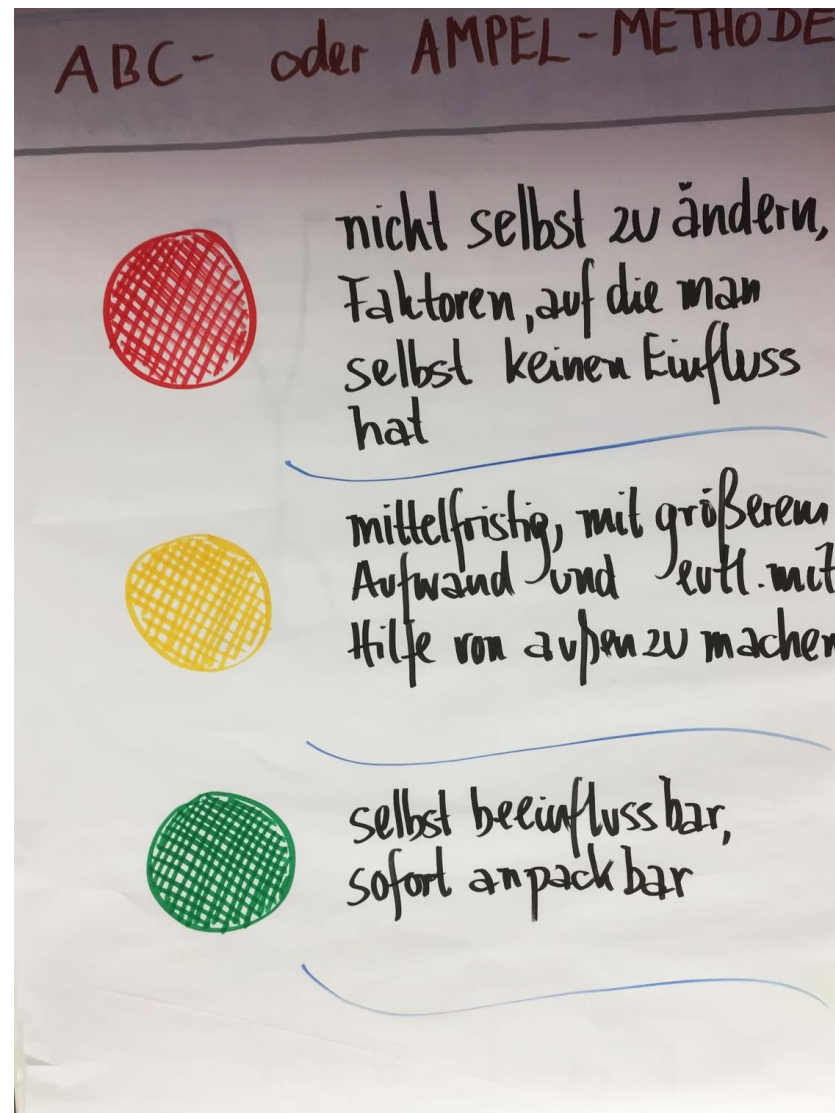 ABC- oder AMPEL-METHODE
nicht selbst zu ändern,
Faktoren, auf die man
selbst keinen Einfluss
hat
mittelfristig, mit größerem
Aufwand und evtl. mit
Hilfe von außen zu machen
selbst beeinflussbar,
sofort anpackbar